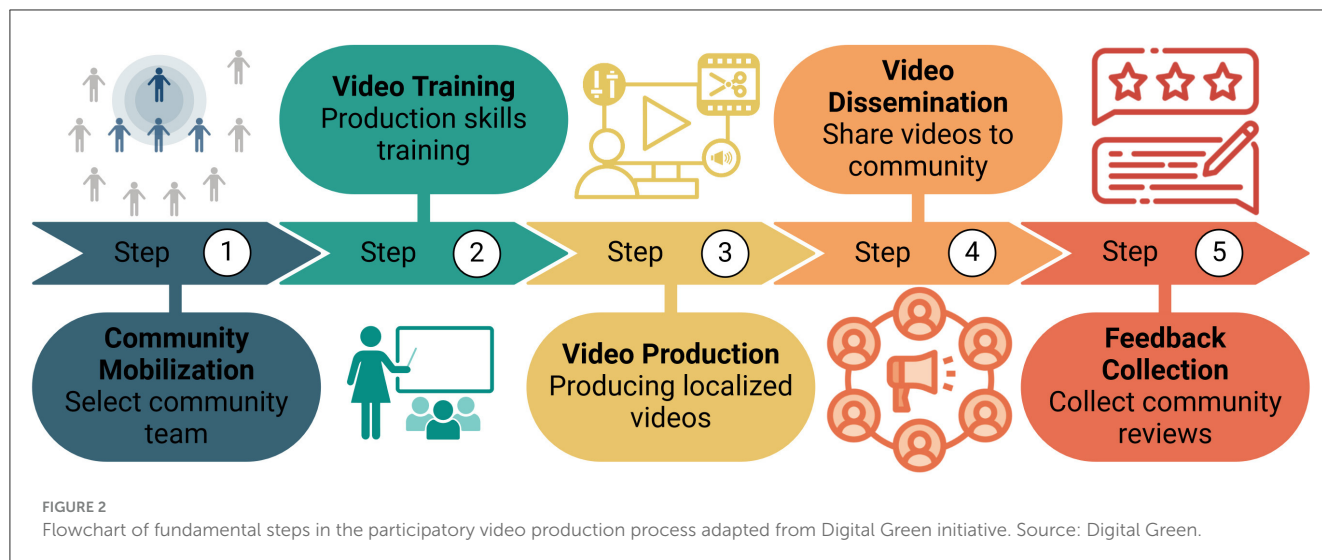 Video Training
Production skills
training
Video
Dissemination
Share videos to
community
Step 1
Step 2
Step 3
Step 4
Step 5
Community
Mobilization
Select community
team
Video Production
Producing localized
videos
Feedback
Collection
Collect community
reviews
FIGURE 2
Flowchart of fundamental steps in the participatory video production process adapted from Digital Green initiative. Source: Digital Green.